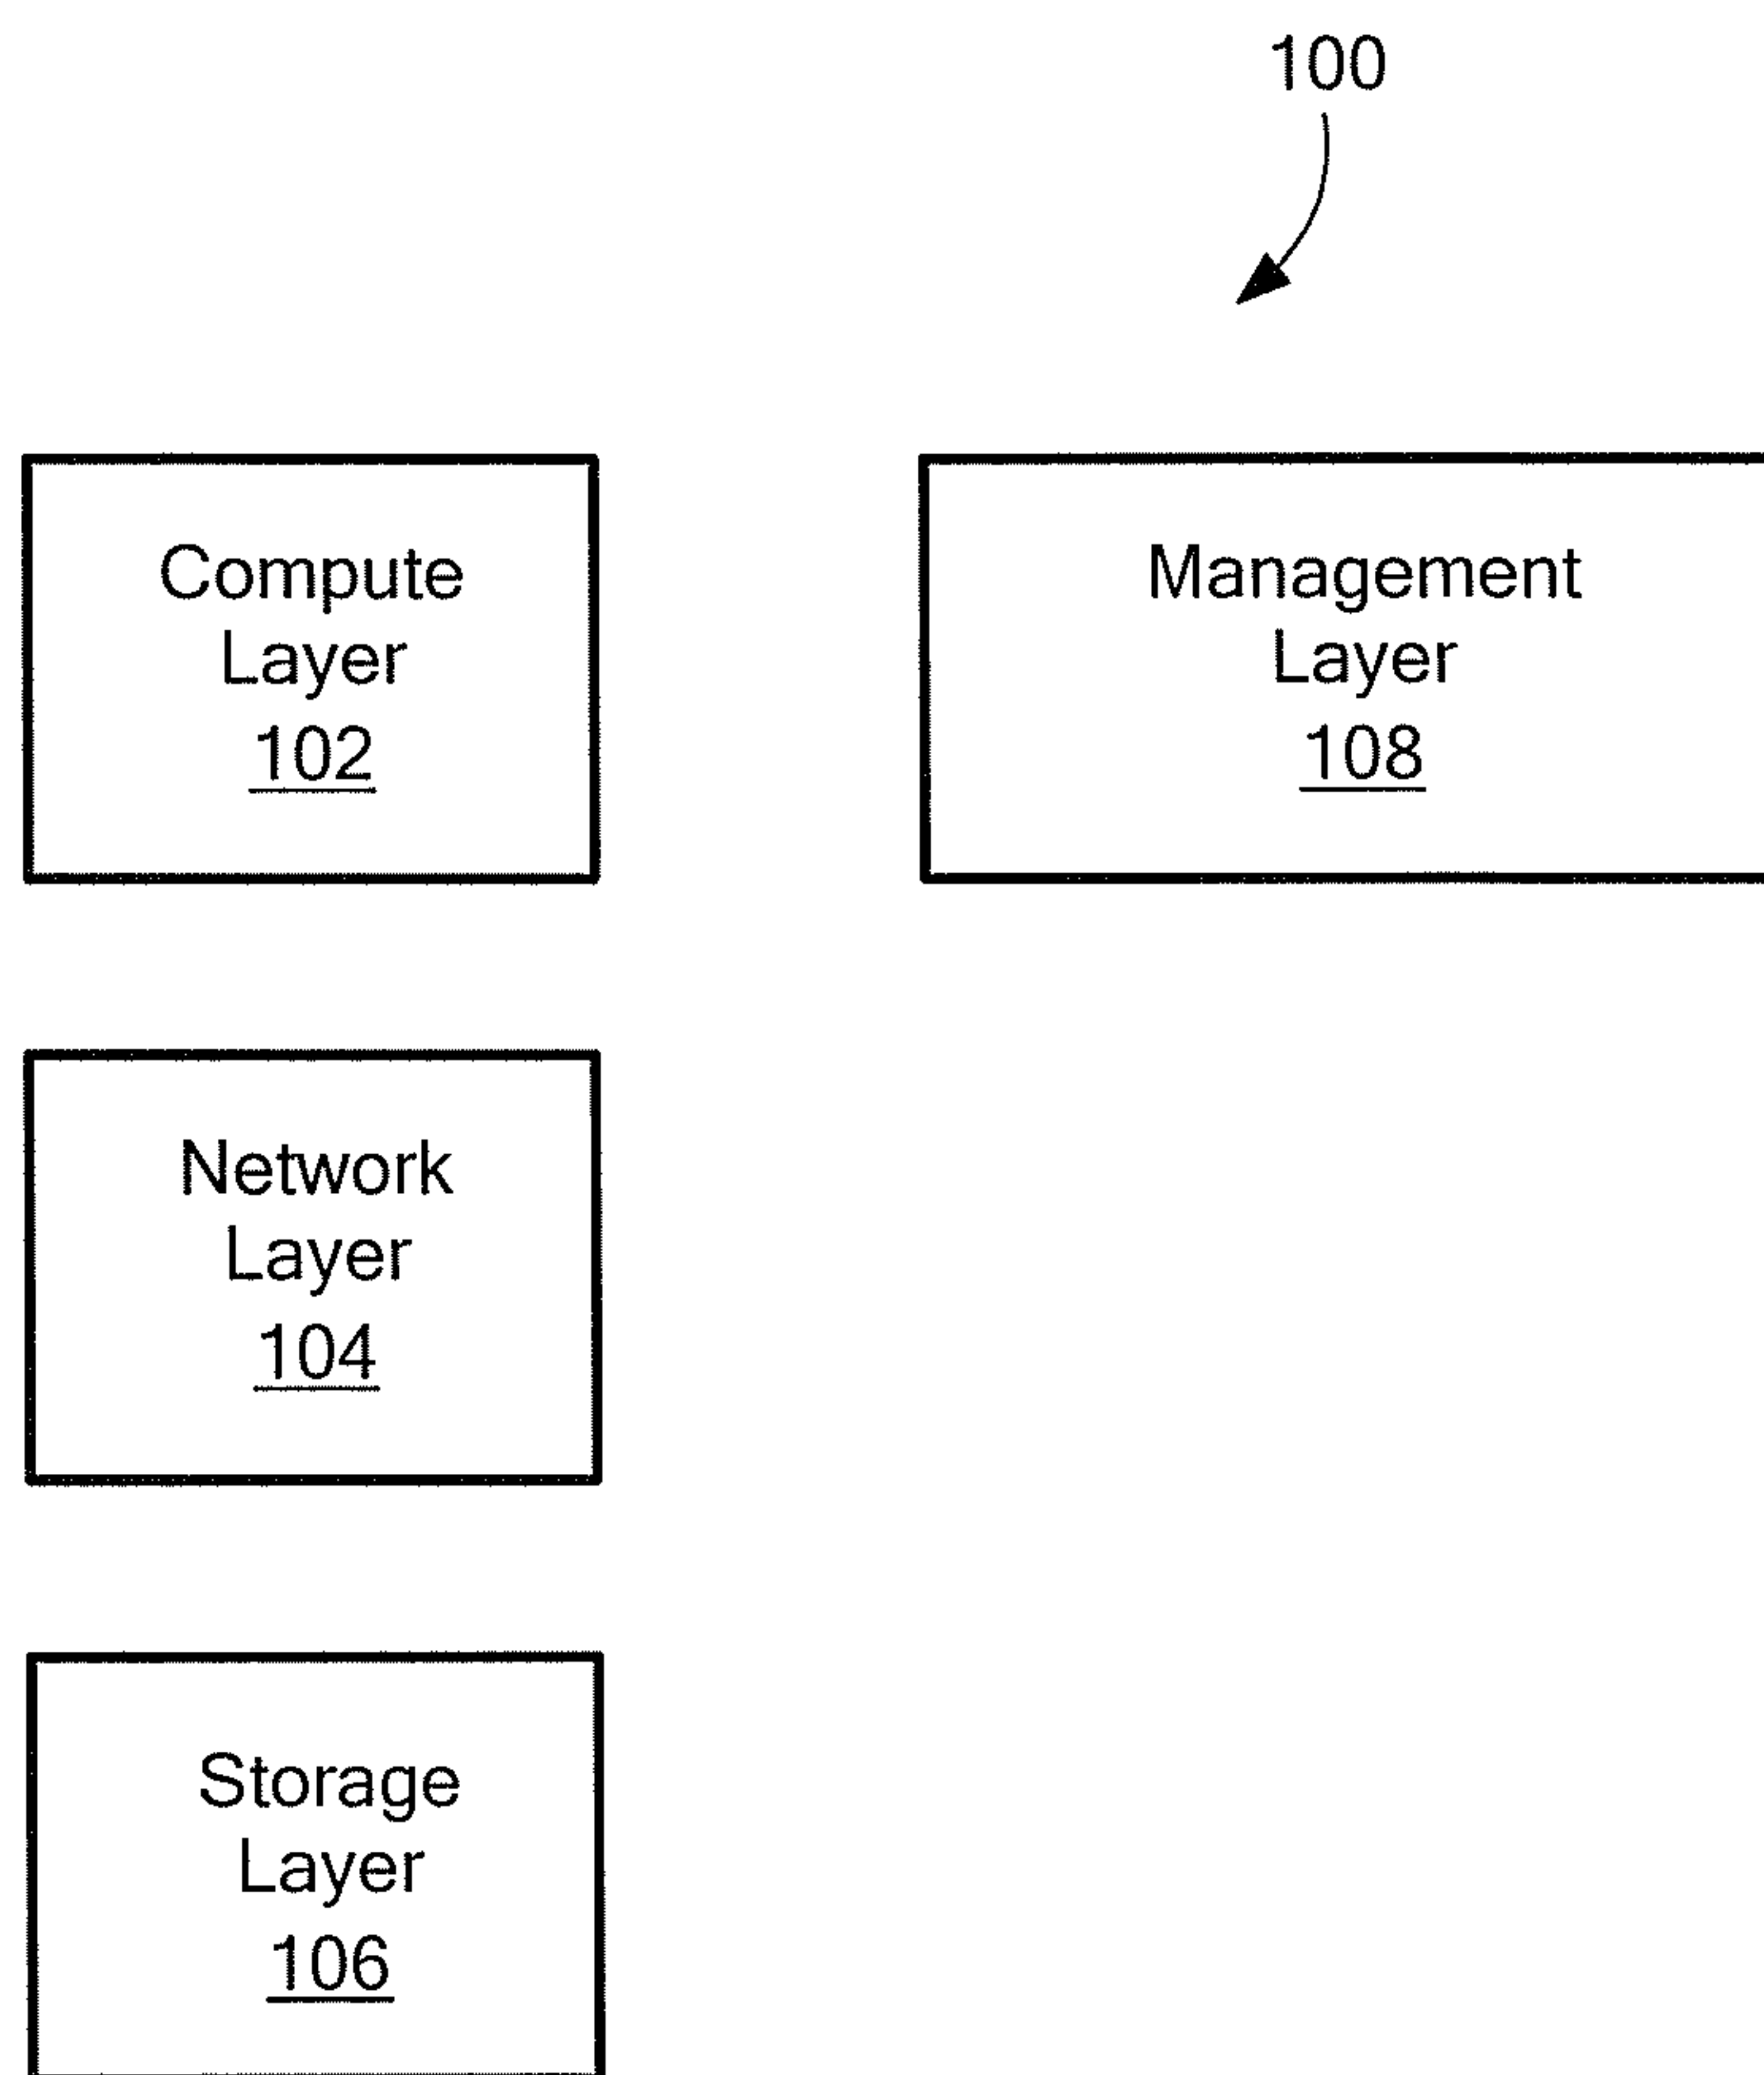 100
Compute
Layer
102
Management
Layer
108
Network
Layer
104
Storage
Layer
106